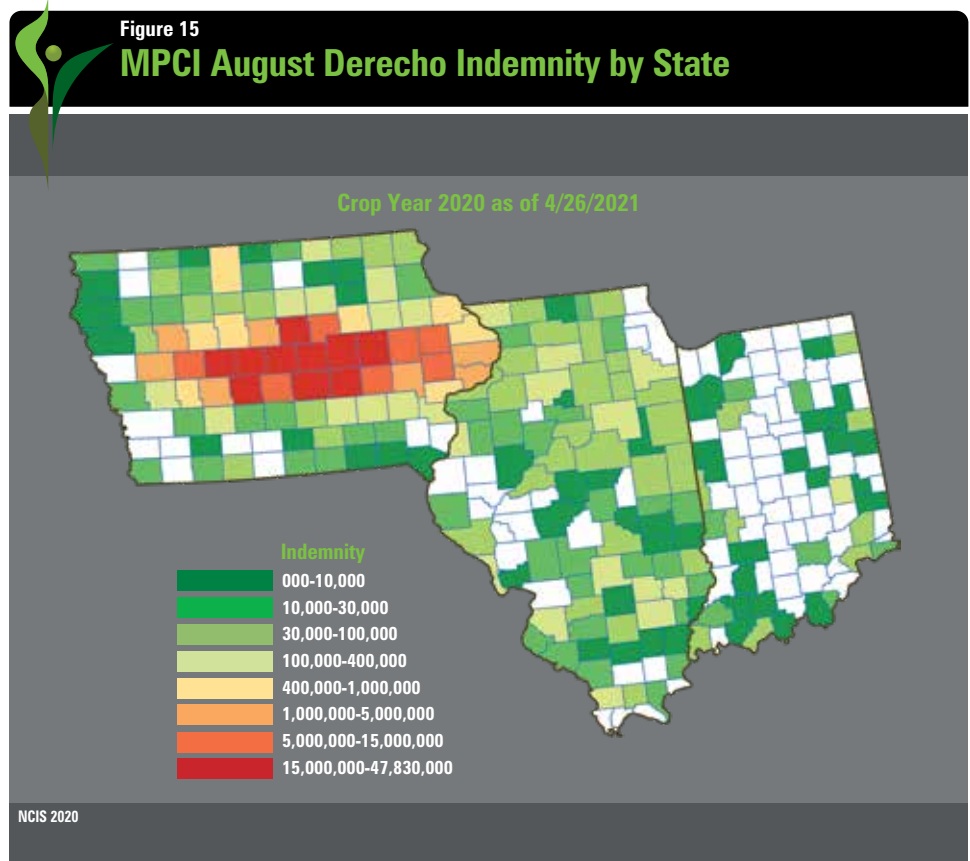 Figure 15
MPCI August Derecho Indemnity by State
Crop Year 2020 as of 4/26/2021
Indemnity
000-10,000
10,000-30,000
30,000-100,000
100,000-400,000
400,000-1,000,000
1,000,000-5,000,000
5,000,000-15,000,000
15,000,000-47,830,000
NCIS 2020